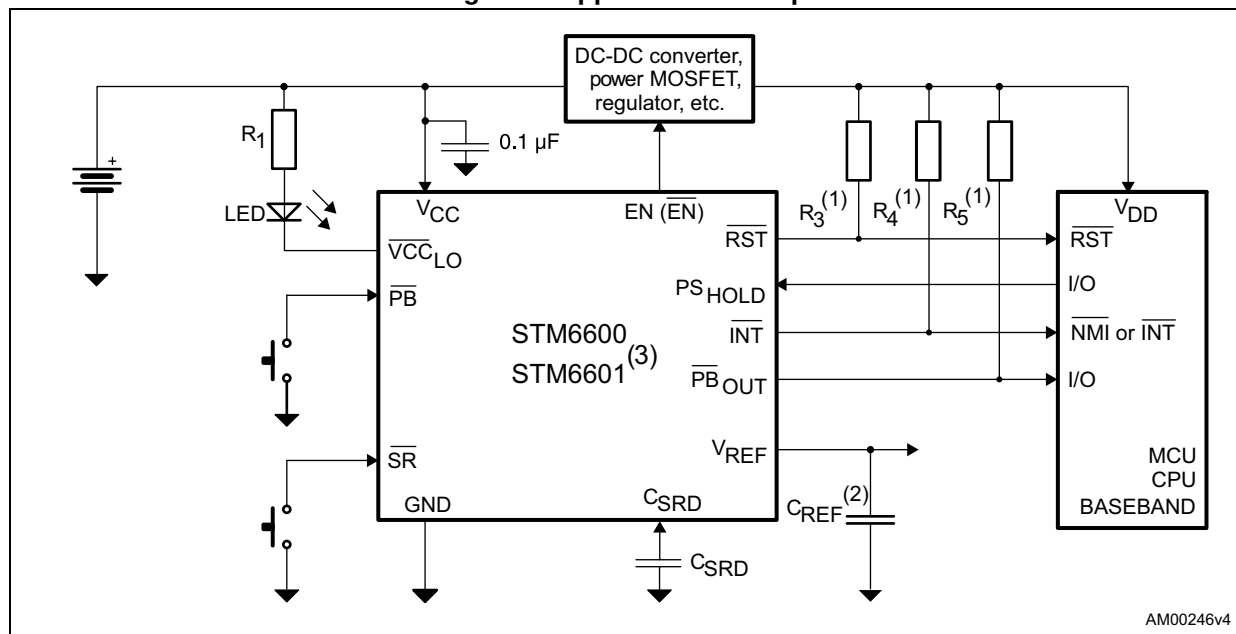 DC-DC converter,
power MOSFET,
regulator, etc.
R1
0.1 µF
+
LED
VCC
EN (EN)
R3(1)
R4(1)
R5(1)
VDD
VCCLO
RST
RST
PB
PSHOLD
I/O
STM6600
INT
NMI or INT
STM6601(3)
PBOUT
I/O
SR
VREF
MCU
CPU
BASEBAND
GND
CSRD
CREF(2)
CSRD
AM00246v4